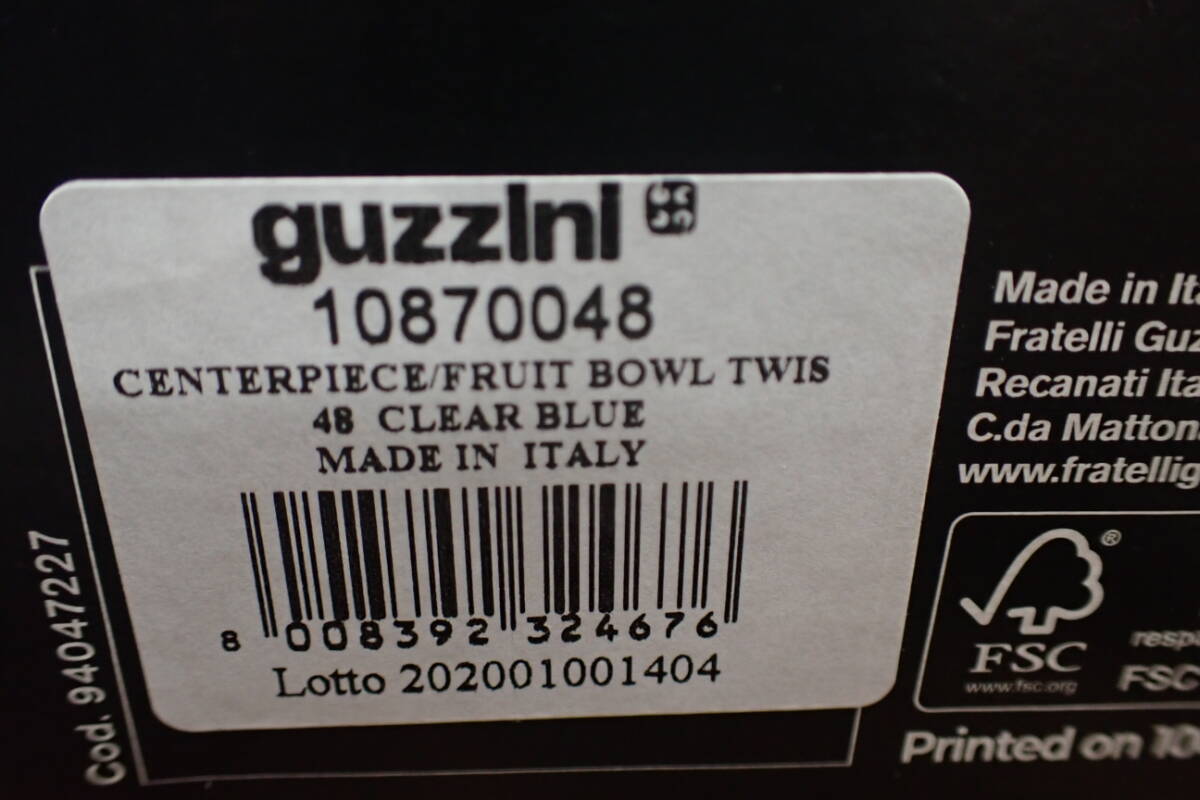 guzzini
10870048
CENTERPIECE/FRUIT BOWL TWIS
48 CLEAR BLUE
MADE IN ITALY
8 008392 324676
Lotto 202001001404
Cod. 94047227
Made in Ita
Fratelli Guz
Recanati Ita
C.da Matton
www.fratellig
®
FSC
www.fsc.org
resp
FSC
Printed on 10